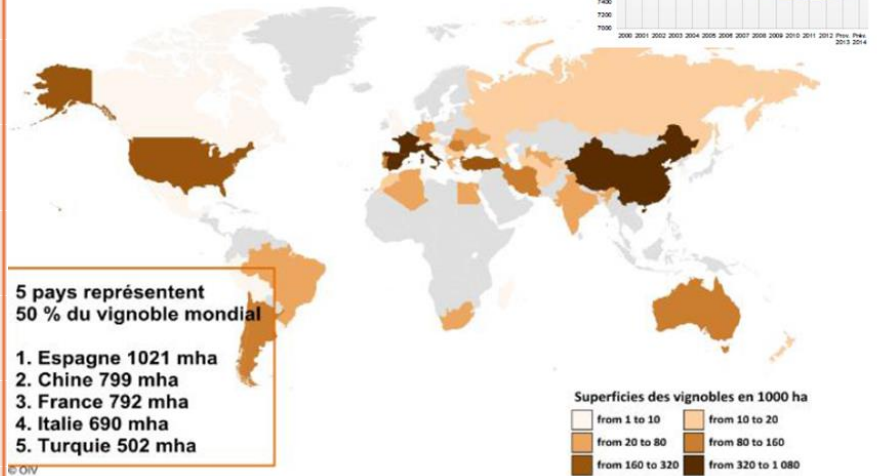 7400
7200
7000
2000 2001 2002 2003 2004 2005 2006 2007 2008 2009 2010 2011 2012 Prov. Prév.
2013 2014
5 pays représentent
50 % du vignoble mondial
1. Espagne 1021 mha
2. Chine 799 mha
3. France 792 mha
4. Italie 690 mha
5. Turquie 502 mha
© OIV
Superficies des vignobles en 1000 ha
from 1 to 10
from 10 to 20
from 20 to 80
from 80 to 160
from 160 to 320
from 320 to 1 080